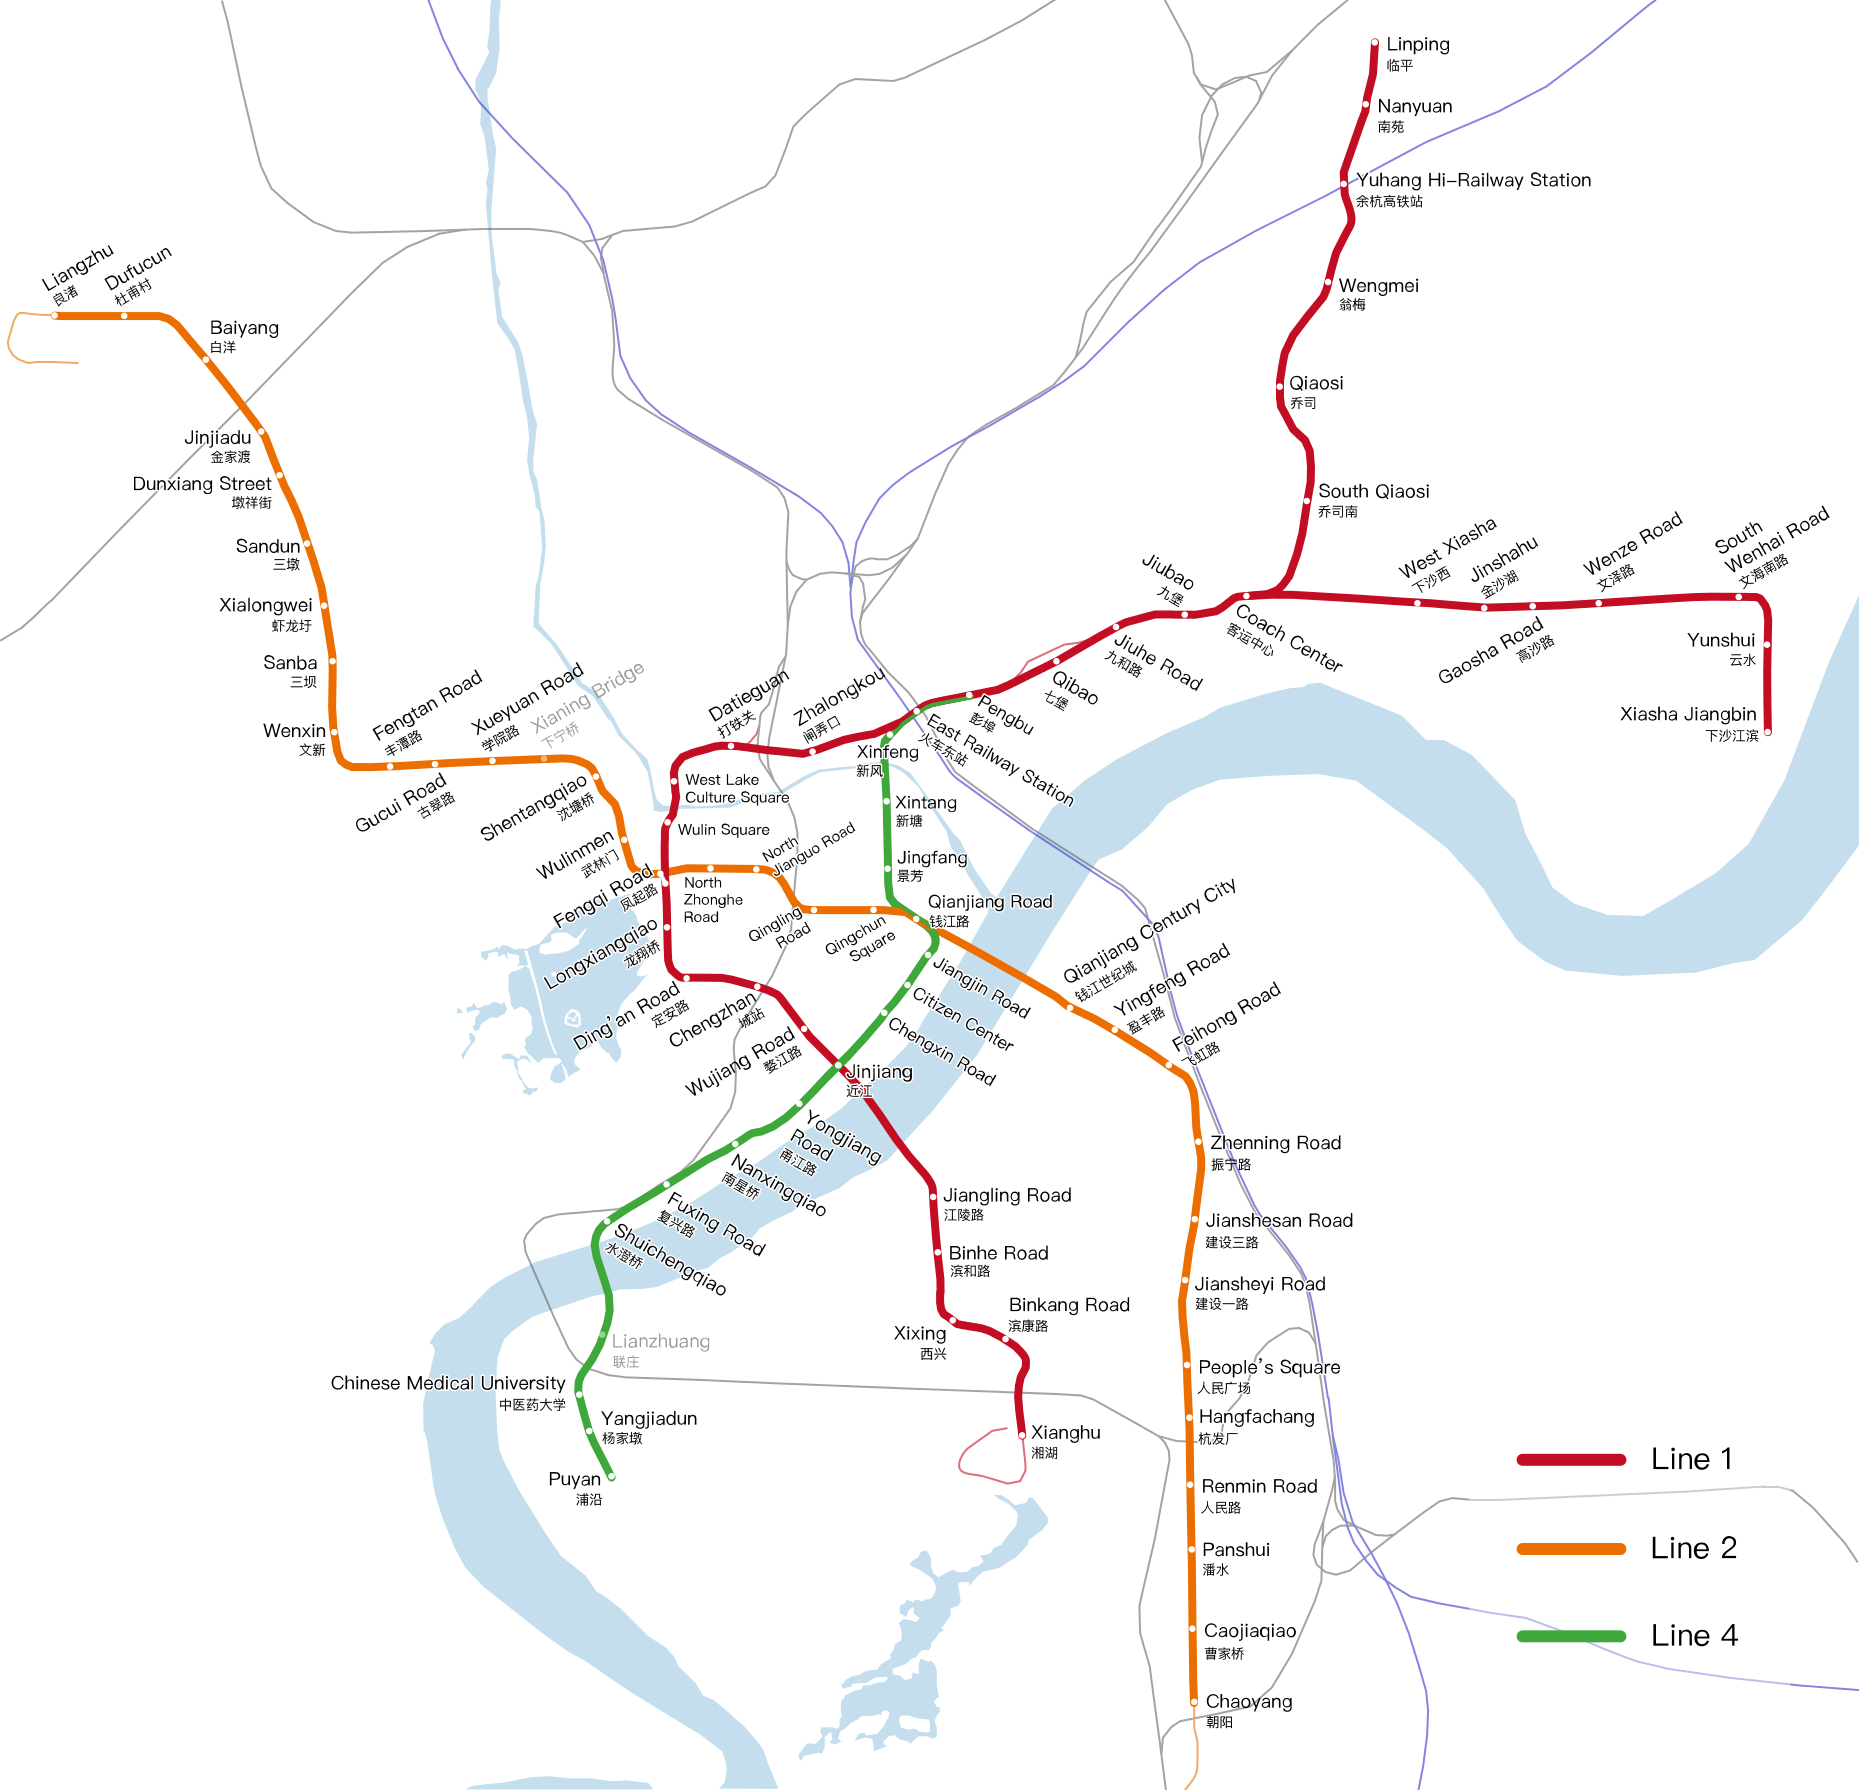 Linping
临平
Nanyuan
南苑
Yuhang Hi-Railway Station
余杭高铁站
Wengmei
翁梅
Qiaosi
乔司
South Qiaosi
乔司南
Liangzhu
良渚
Dufucun
杜甫村
Baiyang
白洋
Jinjiadu
金家渡
Dunxiang Street
墩祥街
Sandun
三墩
Xialongwei
虾龙圩
Sanba
三坝
Wenxin
文新
Fengtan Road
丰潭路
Gucui Road
古翠路
Xueyuan Road
学院路
Xianing Bridge
下宁桥
Shentangqiao
沈塘桥
Wulinmen
武林门
Fengqi Road
凤起路
Longxiangqiao
龙翔桥
Ding'an Road
定安路
Chengzhan
城站
Wujiang Road
婺江路
Datieguan
打铁关
Zhalongkou
闸弄口
West Lake
Culture Square
Wulin Square
North
Zhonghe
Road
North
Jianguo Road
Qingling
Road
Qingchun
Square
Xinfeng
新风
Xintang
新塘
Jingfang
景芳
Qianjiang Road
钱江路
East Railway Station
火车东站
Pengbu
彭埠
Qibao
七堡
Jiuhe Road
九和路
Jiubao
九堡
Coach Center
客运中心
West Xiasha
下沙西
Jinshahu
金沙湖
Gaosha Road
高沙路
Wenze Road
文泽路
South
Wenhai Road
文海南路
Yunshui
云水
Xiasha Jiangbin
下沙江滨
Jiangjin Road
Citizen Center
Chengxin Road
Jinjiang
近江
Yongjiang
Road
甬江路
Nanxingqiao
南星桥
Fuxing Road
复兴路
Shuichengqiao
水澄桥
Lianzhuang
联庄
Chinese Medical University
中医药大学
Yangjiadun
杨家墩
Puyan
浦沿
Jiangling Road
江陵路
Binhe Road
滨和路
Xixing
西兴
Binkang Road
滨康路
Xianghu
湘湖
Qianjiang Century City
钱江世纪城
Yingfeng Road
盈丰路
Feihong Road
飞虹路
Zhenning Road
振宁路
Jianshesan Road
建设三路
Jiansheyi Road
建设一路
People's Square
人民广场
Hangfachang
杭发厂
Renmin Road
人民路
Panshui
潘水
Caojiaqiao
曹家桥
Chaoyang
朝阳
Line 1
Line 2
Line 4